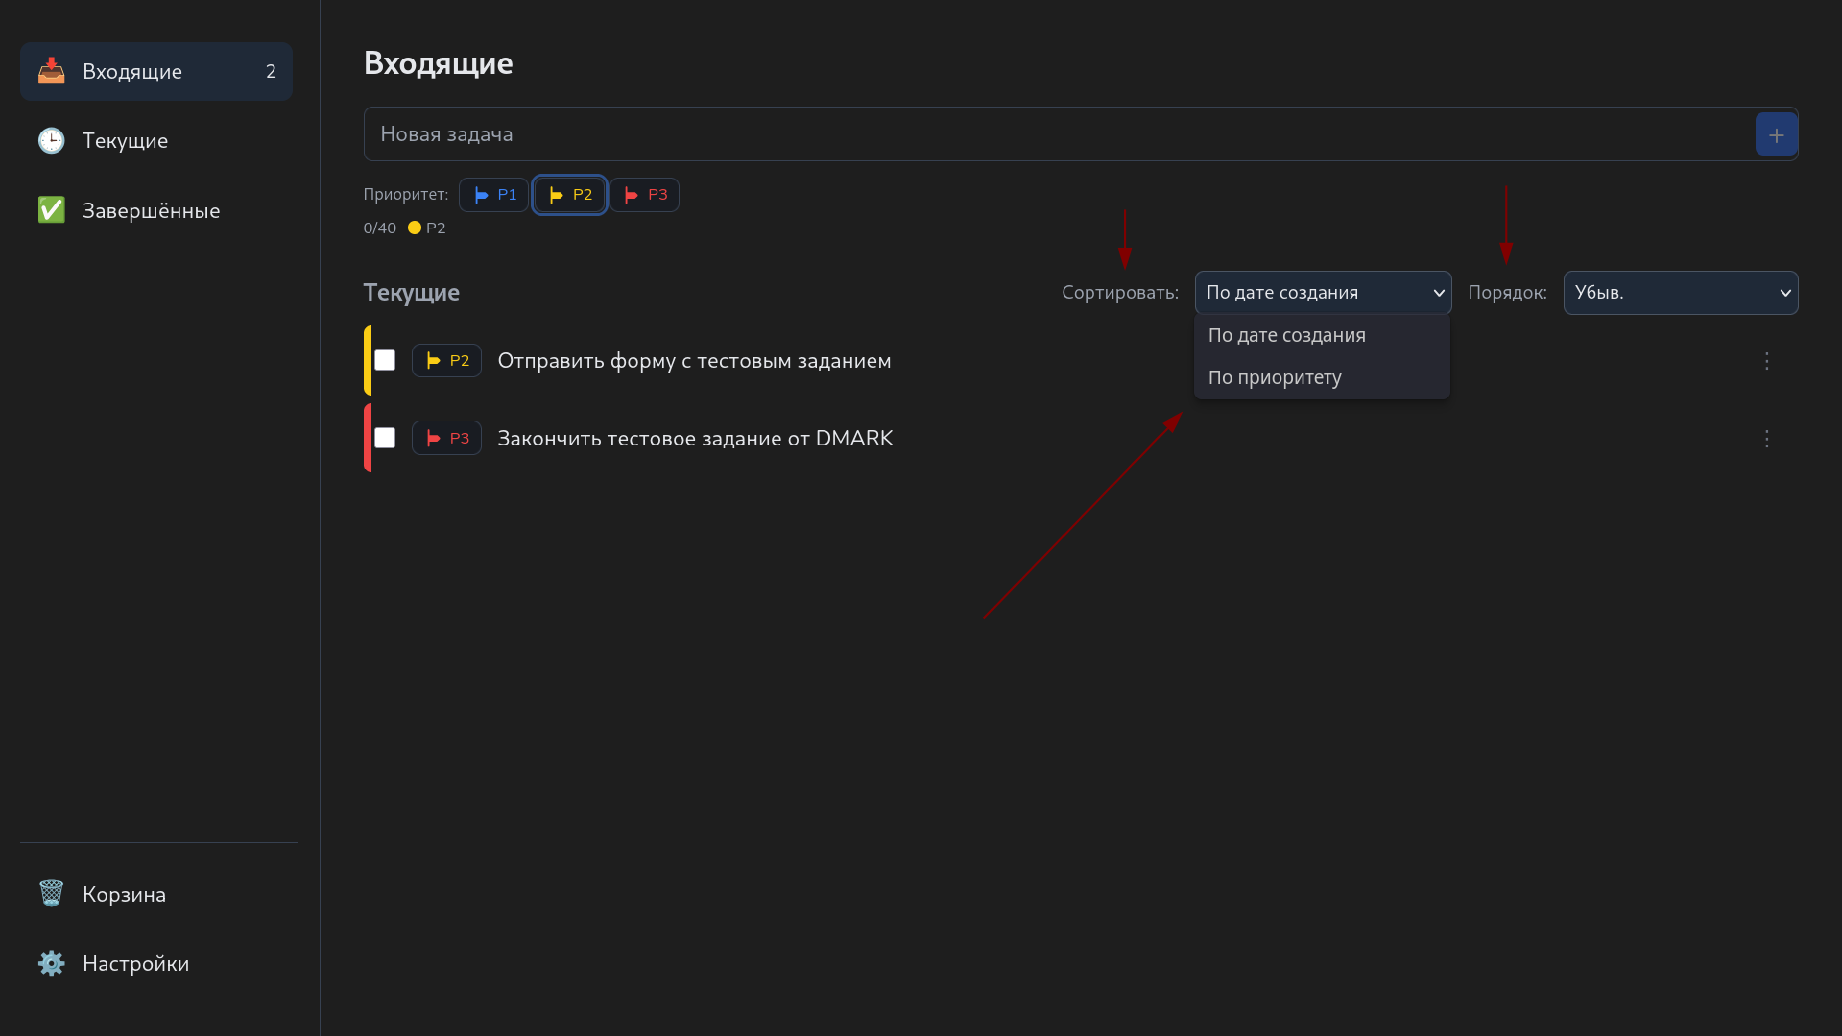 Входящие 2
Текущие
Завершённые
Корзина
Настройки
Входящие
Новая задача
+
Приоритет: P1 P2 P3
0/40 P2
Текущие
Сортировать: По дате создания Порядок: Убыв.
По дате создания
По приоритету
P2 Отправить форму с тестовым заданием
P3 Закончить тестовое задание от DMARK